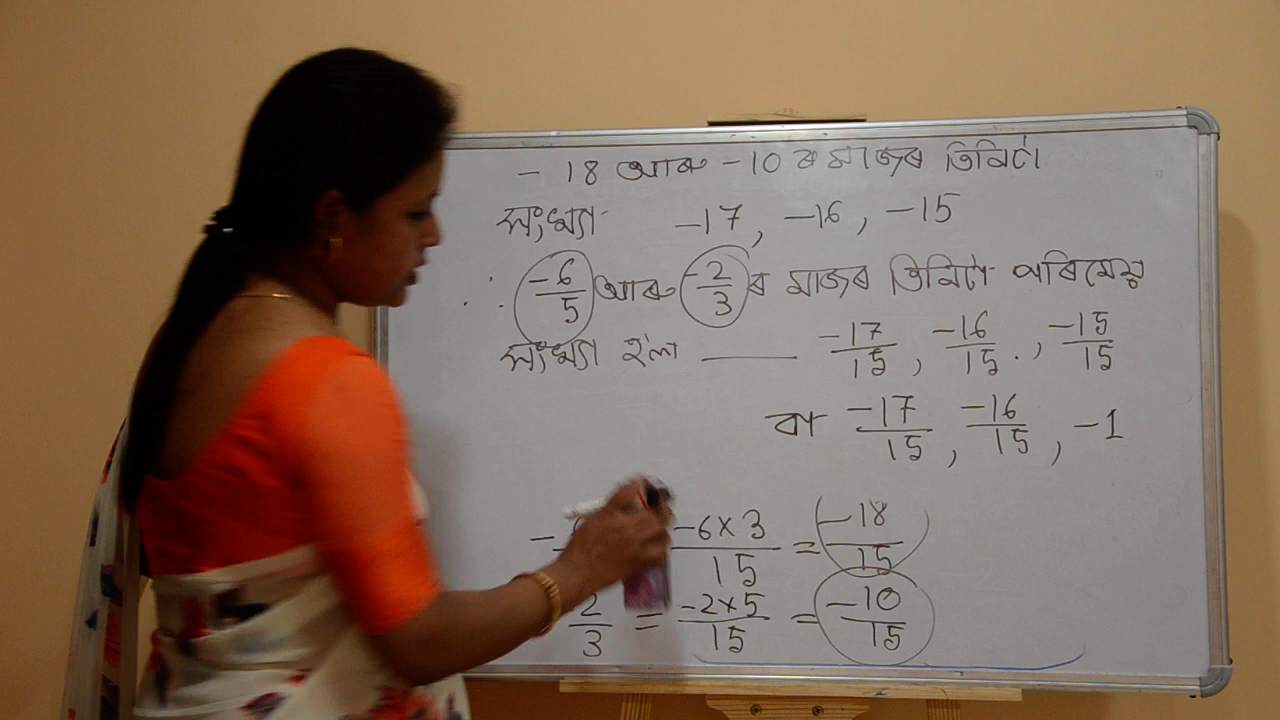 - 18 আৰু -10 ৰ মাজৰ তিনিটা
সংখ্যা -17, -16, -15
∴ -6/5 আৰু -2/3 ৰ মাজৰ তিনিটা পৰিমেয়
সংখ্যা হ'ল —— -17/15, -16/15, -15/15
বা -17/15, -16/15, -1
- = -6×3/15 = -18/15
2/3 = -2×5/15 = -10/15